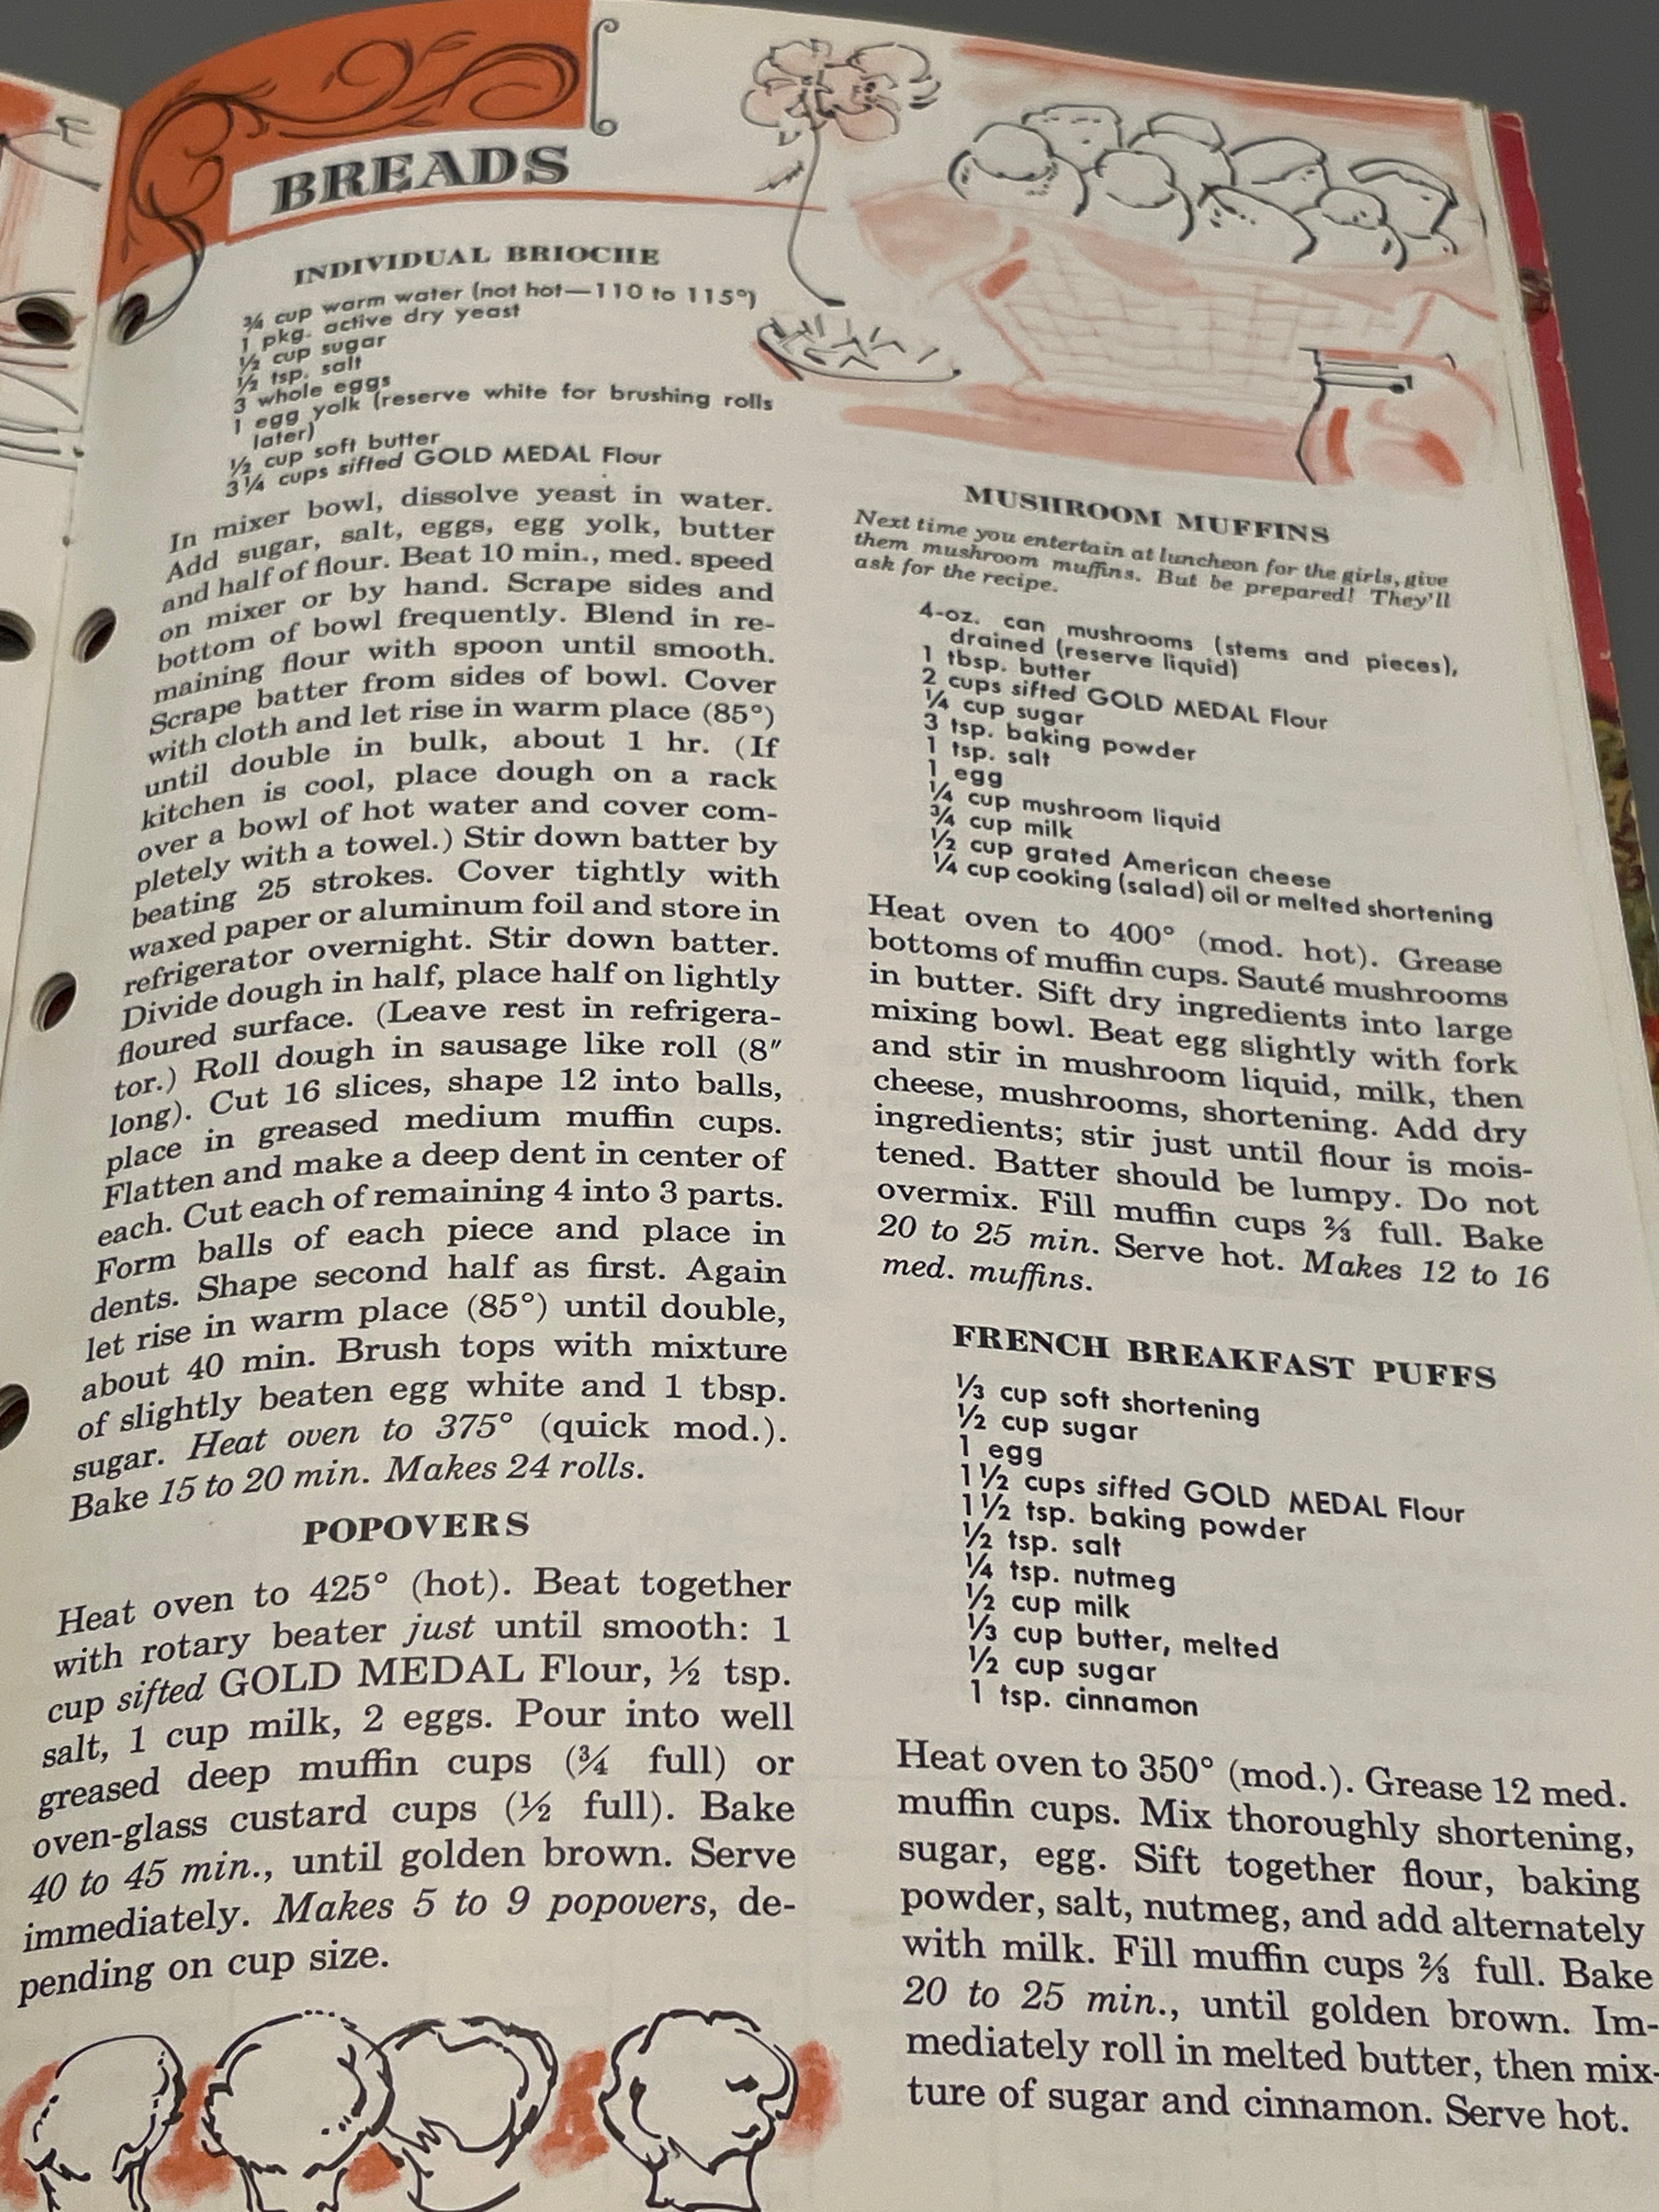 BREADS
INDIVIDUAL BRIOCHE
¾ cup warm water (not hot—110 to 115°)
1 pkg. active dry yeast
½ cup sugar
½ tsp. salt
3 whole eggs
1 egg yolk (reserve white for brushing rolls
later)
½ cup soft butter
3¼ cups sifted GOLD MEDAL Flour
In mixer bowl, dissolve yeast in water.
Add sugar, salt, eggs, egg yolk, butter
and half of flour. Beat 10 min., med. speed
on mixer or by hand. Scrape sides and
bottom of bowl frequently. Blend in re-
maining flour with spoon until smooth.
Scrape batter from sides of bowl. Cover
with cloth and let rise in warm place (85°)
until double in bulk, about 1 hr. (If
kitchen is cool, place dough on a rack
over a bowl of hot water and cover com-
pletely with a towel.) Stir down batter by
beating 25 strokes. Cover tightly with
waxed paper or aluminum foil and store in
refrigerator overnight. Stir down batter.
Divide dough in half, place half on lightly
floured surface. (Leave rest in refrigera-
tor.) Roll dough in sausage like roll (8″
long). Cut 16 slices, shape 12 into balls,
place in greased medium muffin cups.
Flatten and make a deep dent in center of
each. Cut each of remaining 4 into 3 parts.
Form balls of each piece and place in
dents. Shape second half as first. Again
let rise in warm place (85°) until double,
about 40 min. Brush tops with mixture
of slightly beaten egg white and 1 tbsp.
sugar. Heat oven to 375° (quick mod.).
Bake 15 to 20 min. Makes 24 rolls.
POPOVERS
Heat oven to 425° (hot). Beat together
with rotary beater just until smooth: 1
cup sifted GOLD MEDAL Flour, ½ tsp.
salt, 1 cup milk, 2 eggs. Pour into well
greased deep muffin cups (¾ full) or
oven-glass custard cups (½ full). Bake
40 to 45 min., until golden brown. Serve
immediately. Makes 5 to 9 popovers, de-
pending on cup size.
MUSHROOM MUFFINS
Next time you entertain at luncheon for the girls, give
them mushroom muffins. But be prepared! They'll
ask for the recipe.
4-oz. can mushrooms (stems and pieces),
drained (reserve liquid)
1 tbsp. butter
2 cups sifted GOLD MEDAL Flour
¼ cup sugar
3 tsp. baking powder
1 tsp. salt
1 egg
¼ cup mushroom liquid
¾ cup milk
½ cup grated American cheese
¼ cup cooking (salad) oil or melted shortening
Heat oven to 400° (mod. hot). Grease
bottoms of muffin cups. Sauté mushrooms
in butter. Sift dry ingredients into large
mixing bowl. Beat egg slightly with fork
and stir in mushroom liquid, milk, then
cheese, mushrooms, shortening. Add dry
ingredients; stir just until flour is mois-
tened. Batter should be lumpy. Do not
overmix. Fill muffin cups ⅔ full. Bake
20 to 25 min. Serve hot. Makes 12 to 16
med. muffins.
FRENCH BREAKFAST PUFFS
⅓ cup soft shortening
½ cup sugar
1 egg
1½ cups sifted GOLD MEDAL Flour
1½ tsp. baking powder
½ tsp. salt
¼ tsp. nutmeg
½ cup milk
⅓ cup butter, melted
½ cup sugar
1 tsp. cinnamon
Heat oven to 350° (mod.). Grease 12 med.
muffin cups. Mix thoroughly shortening,
sugar, egg. Sift together flour, baking
powder, salt, nutmeg, and add alternately
with milk. Fill muffin cups ⅔ full. Bake
20 to 25 min., until golden brown. Im-
mediately roll in melted butter, then mix-
ture of sugar and cinnamon. Serve hot.